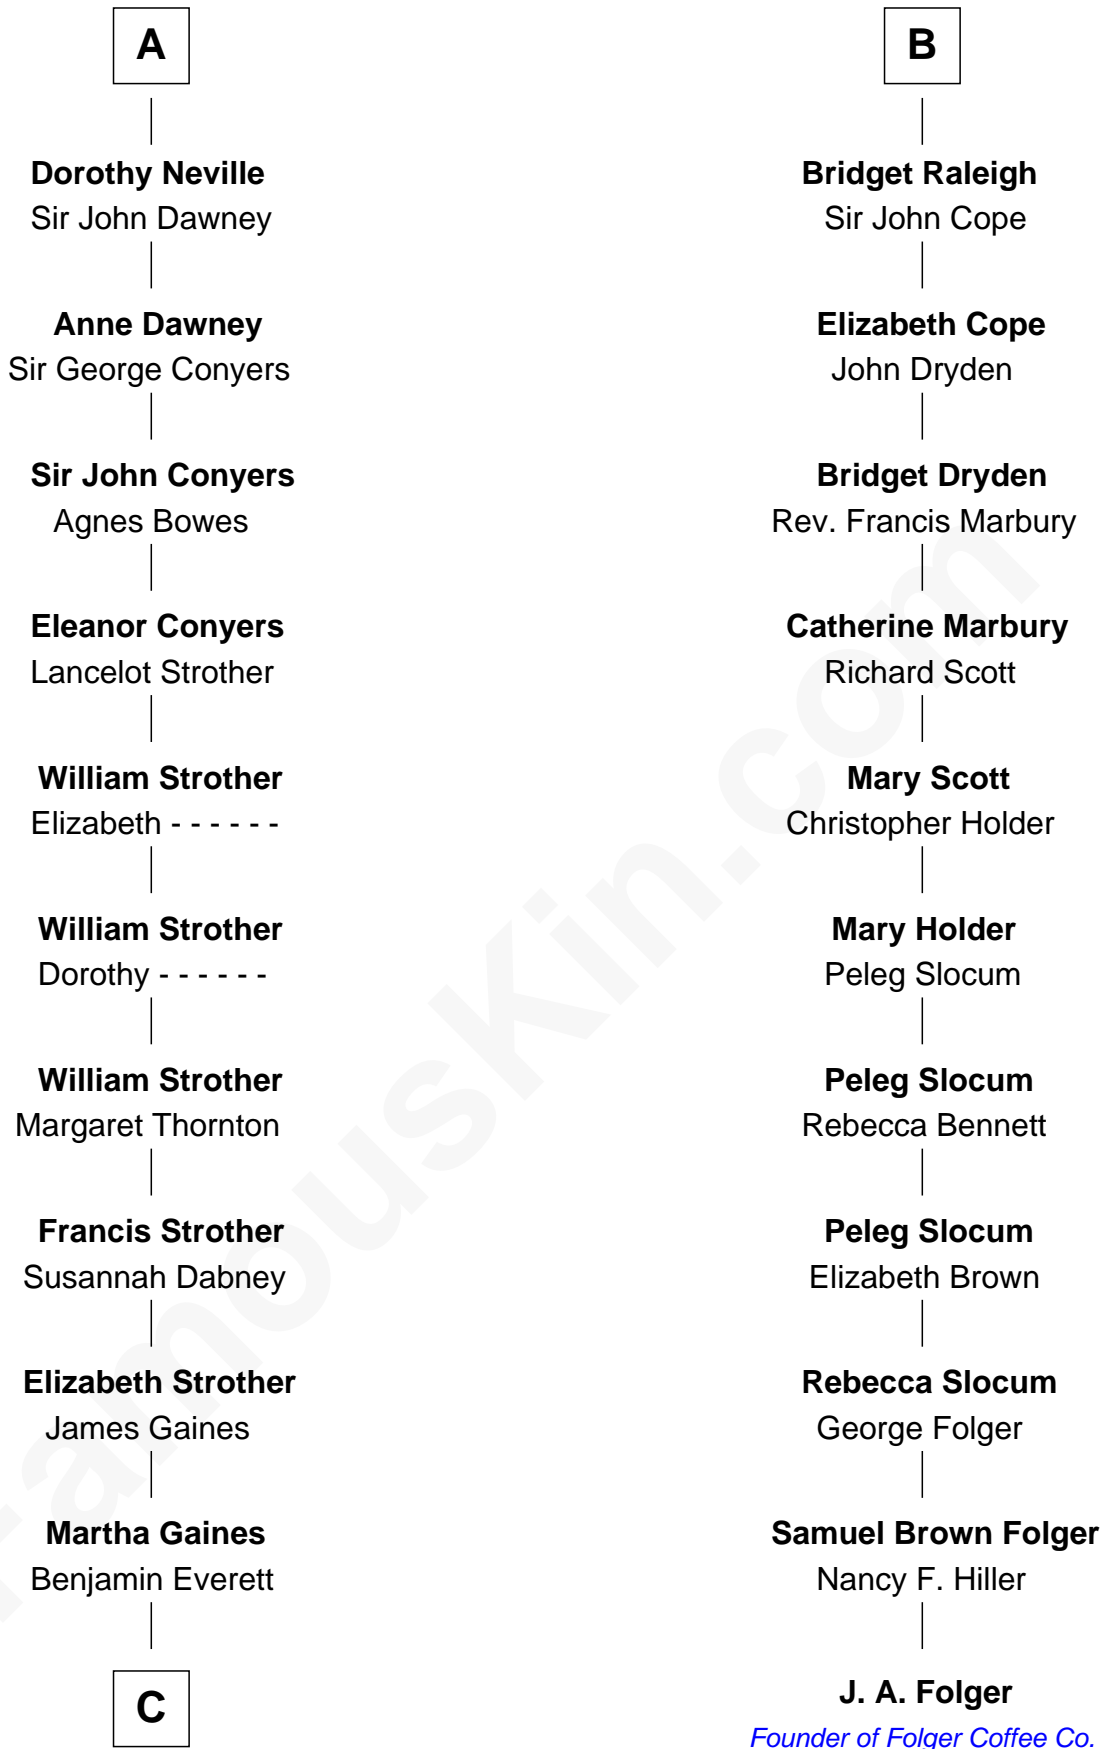 A
Dorothy Neville
Sir John Dawney
Anne Dawney
Sir George Conyers
Sir John Conyers
Agnes Bowes
Eleanor Conyers
Lancelot Strother
William Strother
Elizabeth - - - - - -
William Strother
Dorothy - - - - - -
William Strother
Margaret Thornton
Francis Strother
Susannah Dabney
Elizabeth Strother
James Gaines
Martha Gaines
Benjamin Everett
C
B
Bridget Raleigh
Sir John Cope
Elizabeth Cope
John Dryden
Bridget Dryden
Rev. Francis Marbury
Catherine Marbury
Richard Scott
Mary Scott
Christopher Holder
Mary Holder
Peleg Slocum
Peleg Slocum
Rebecca Bennett
Peleg Slocum
Elizabeth Brown
Rebecca Slocum
George Folger
Samuel Brown Folger
Nancy F. Hiller
J. A. Folger
Founder of Folger Coffee Co.
FamousKin.com